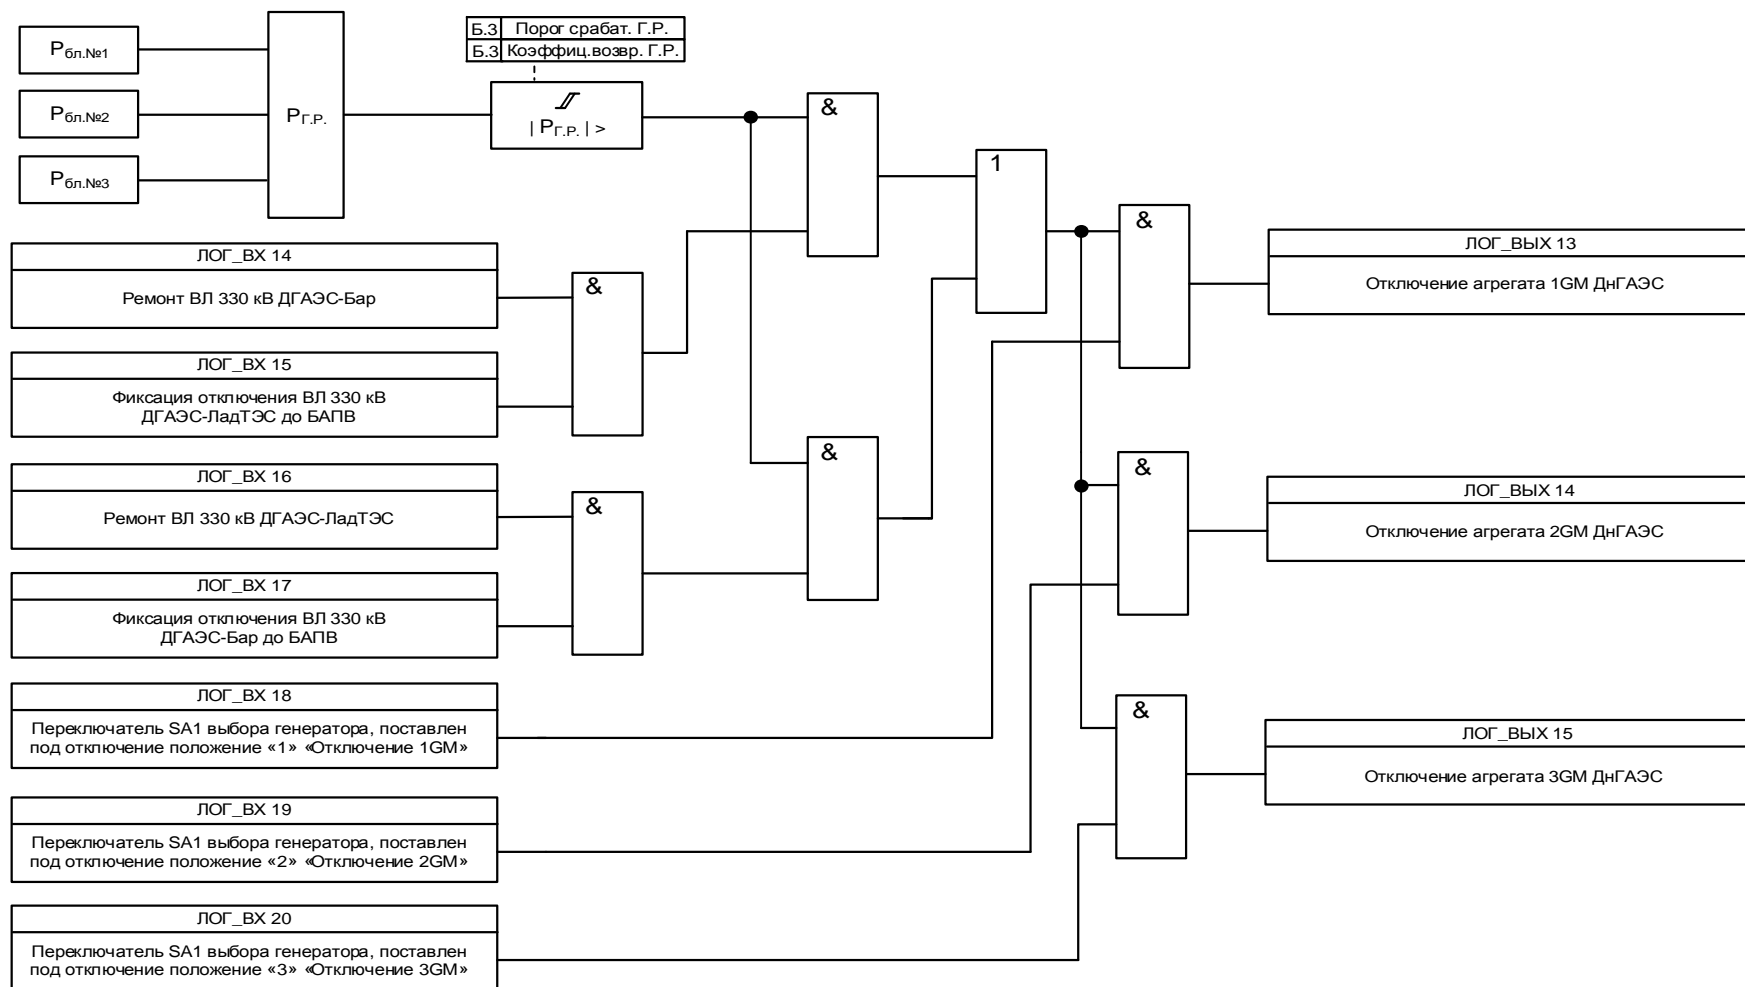 Рбл.№1
Рбл.№2
Рбл.№3
РГ.Р.
Б.3 Порог срабат. Г.Р.
Б.3 Коэффиц.возвр. Г.Р.
| РГ.Р. | >
&
1
&
ЛОГ_ВЫХ 13
Отключение агрегата 1GM ДнГАЭС
ЛОГ_ВХ 14
Ремонт ВЛ 330 кВ ДГАЭС-Бар
&
ЛОГ_ВХ 15
Фиксация отключения ВЛ 330 кВ
ДГАЭС-ЛадТЭС до БАПВ
&
&
ЛОГ_ВЫХ 14
Отключение агрегата 2GM ДнГАЭС
ЛОГ_ВХ 16
Ремонт ВЛ 330 кВ ДГАЭС-ЛадТЭС
&
ЛОГ_ВХ 17
Фиксация отключения ВЛ 330 кВ
ДГАЭС-Бар до БАПВ
ЛОГ_ВХ 18
Переключатель SA1 выбора генератора, поставлен
под отключение положение «1» «Отключение 1GM»
&
ЛОГ_ВЫХ 15
Отключение агрегата 3GM ДнГАЭС
ЛОГ_ВХ 19
Переключатель SA1 выбора генератора, поставлен
под отключение положение «2» «Отключение 2GM»
ЛОГ_ВХ 20
Переключатель SA1 выбора генератора, поставлен
под отключение положение «3» «Отключение 3GM»